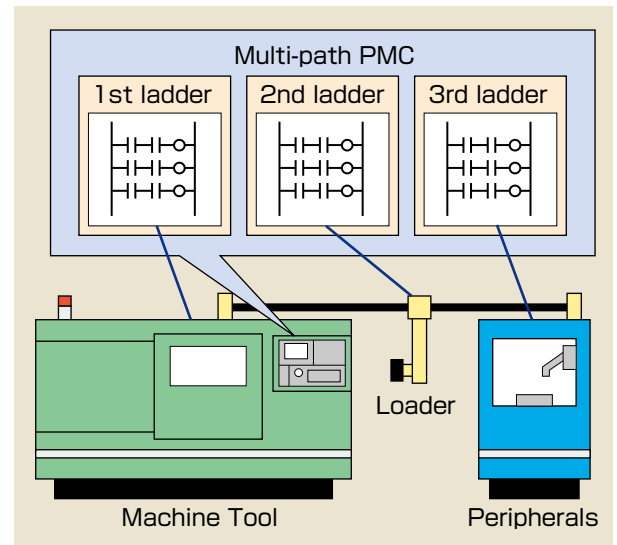 Multi-path PMC
1st ladder
2nd ladder
3rd ladder
Loader
Machine Tool
Peripherals